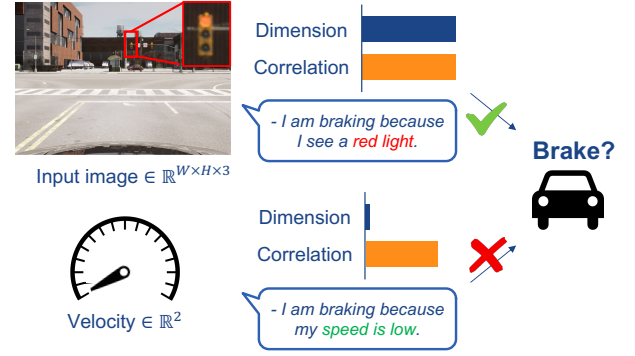 Dimension
Correlation
- I am braking because
I see a red light.
Input image ∈ ℝ^{W×H×3}
Brake?
Dimension
Correlation
- I am braking because
my speed is low.
Velocity ∈ ℝ²